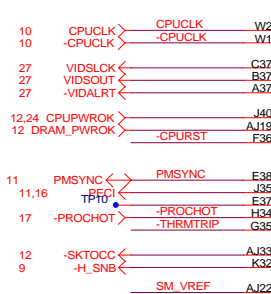 10 CPUCLK CPUCLK W2
10 -CPUCLK -CPUCLK W1
27 VIDSLCK C37
27 VIDSOUT B37
27 -VIDALRT A37
12,24 CPUPWROK J40
12 DRAM_PWROK AJ19
-CPURST F36
11 PMSYNC PMSYNC E38
11,16 PECI J35
TP10 E37
17 -PROCHOT -PROCHOT H34
-THRMTRIP G35
12 -SKTOCC AJ33
9 -H_SNB K32
SM_VREF AJ22